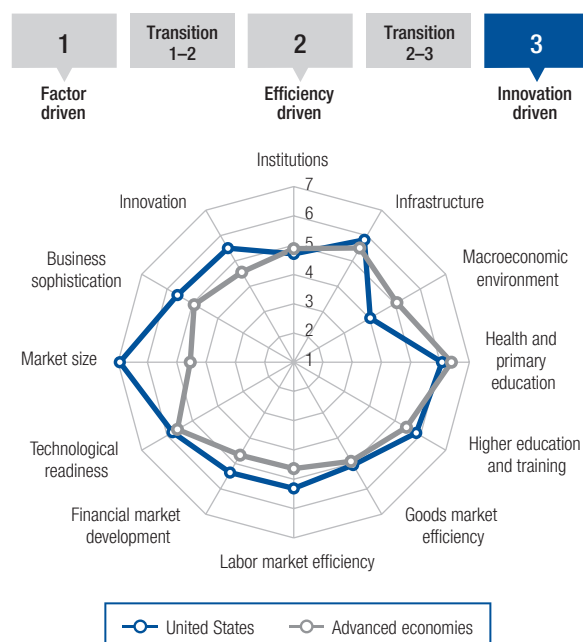 1
Transition
1–2
2
Transition
2–3
3
Factor
driven
Efficiency
driven
Innovation
driven
Institutions
7
Innovation
Infrastructure
6
Business
sophistication
5
Macroeconomic
environment
4
3
2
Market size
1
Health and
primary
education
Technological
readiness
Higher education
and training
Financial market
development
Goods market
efficiency
Labor market efficiency
United States
Advanced economies